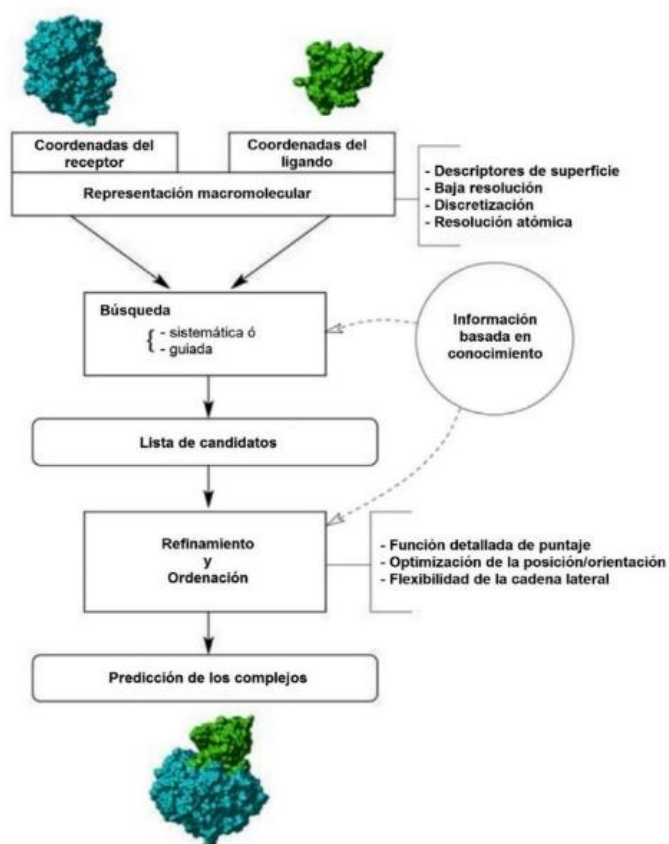 Coordenadas del
receptor
Coordenadas del
ligando
Representación macromolecular
- Descriptores de superficie
- Baja resolución
- Discretización
- Resolución atómica
Búsqueda
{ - sistemática ó
- guiada
Información
basada en
conocimiento
Lista de candidatos
Refinamiento
y
Ordenación
- Función detallada de puntaje
- Optimización de la posición/orientación
- Flexibilidad de la cadena lateral
Predicción de los complejos